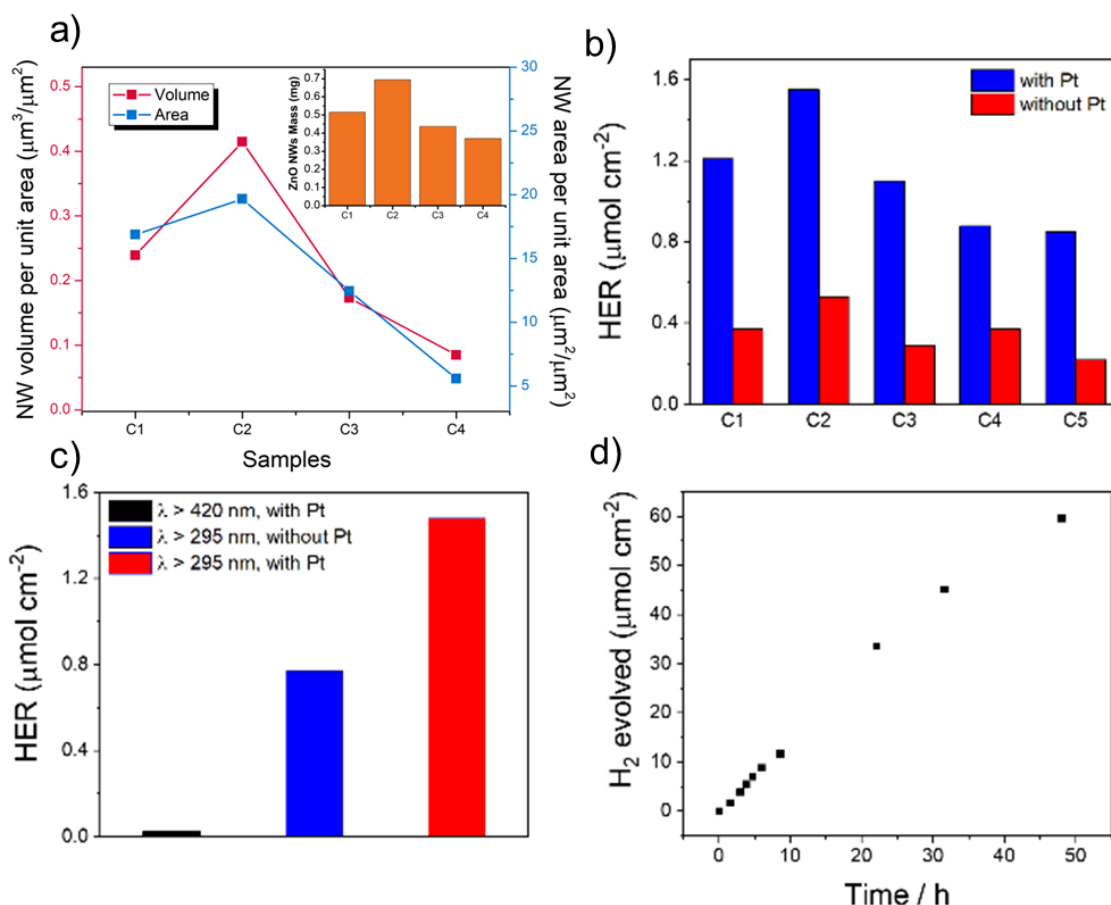 a)
NW volume per unit area (μm³/μm²)
0.5
0.4
0.3
0.2
0.1
0.0
Volume
Area
ZnO NWs Mass (mg)
0.7
0.6
0.5
0.4
0.3
0.2
0.1
0.0
C1 C2 C3 C4
30
25
20
15
10
5
NW area per unit area (μm²/μm²)
C1 C2 C3 C4
Samples
b)
HER (μmol cm⁻²)
1.6
1.2
0.8
0.4
0.0
with Pt
without Pt
C1 C2 C3 C4 C5
c)
HER (μmol cm⁻²)
1.6
1.2
0.8
0.4
0.0
λ > 420 nm, with Pt
λ > 295 nm, without Pt
λ > 295 nm, with Pt
d)
H₂ evolved (μmol cm⁻²)
60
50
40
30
20
10
0
0 10 20 30 40 50
Time / h